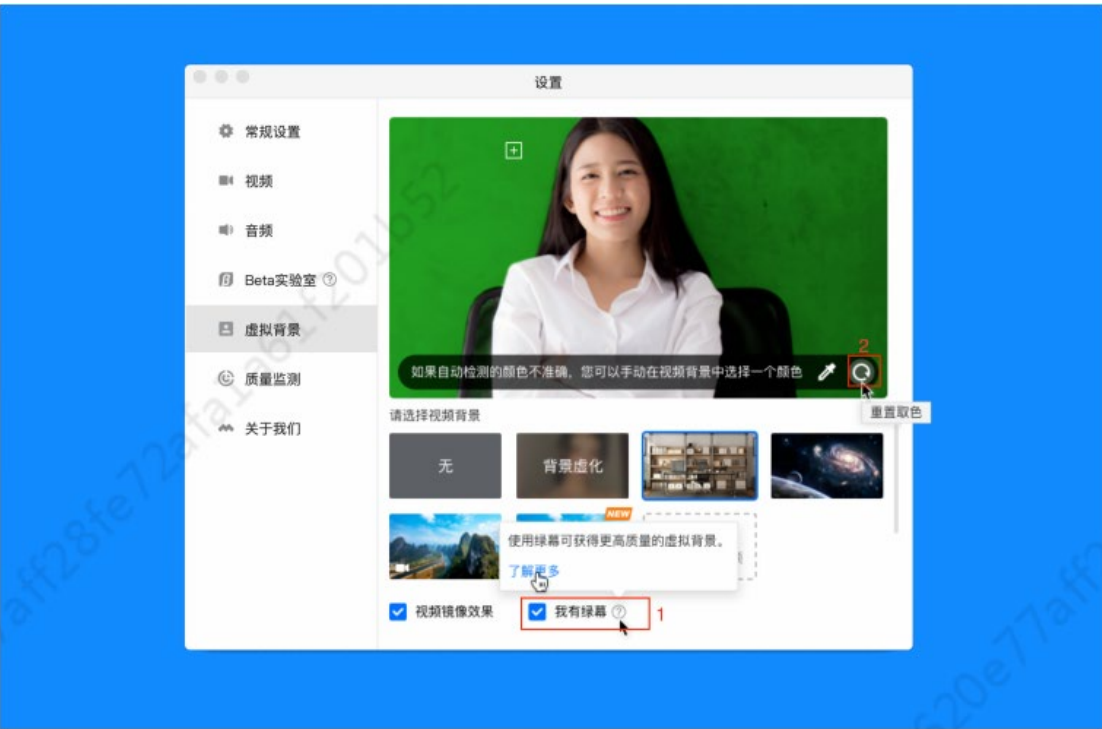 设置
常规设置
视频
音频
Beta实验室
虚拟背景
质量监测
关于我们
2
如果自动检测的颜色不准确，您可以手动在视频背景中选择一个颜色
重置取色
请选择视频背景
无
背景虚化
NEW
使用绿幕可获得更高质量的虚拟背景。
了解更多
视频镜像效果
我有绿幕
1